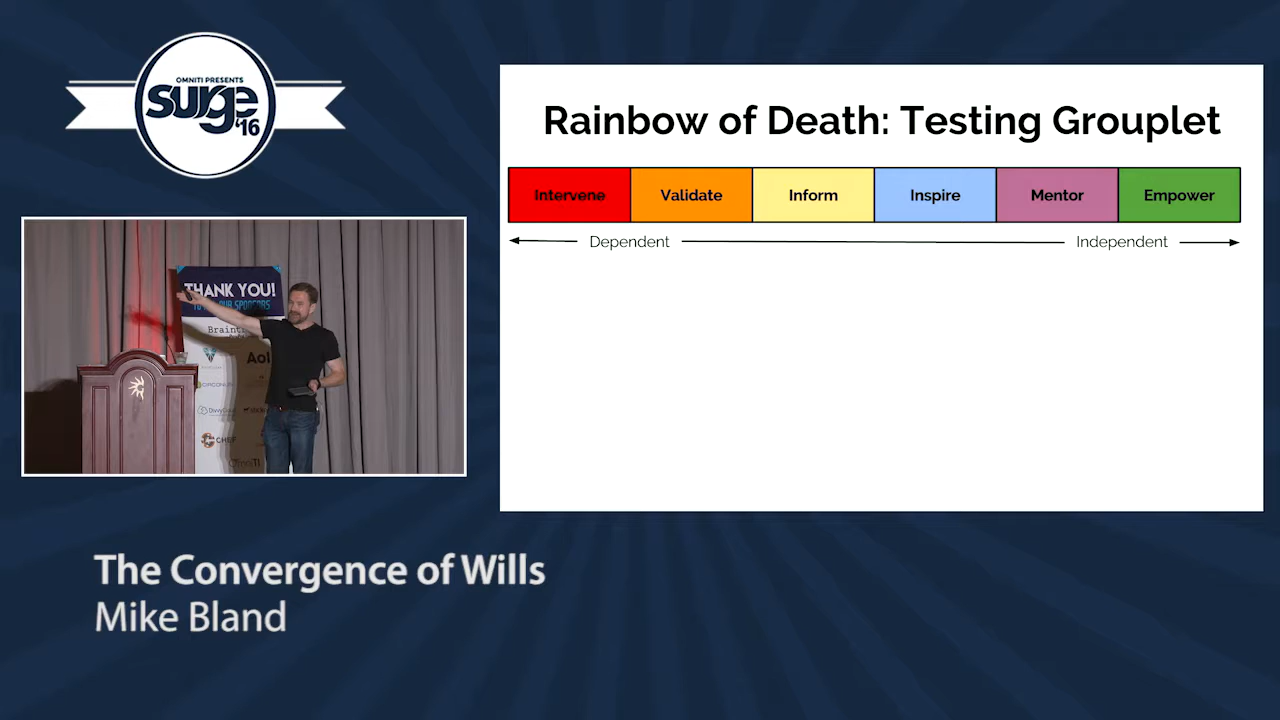 OMNITI PRESENTS
surge
'16
Rainbow of Death: Testing Grouplet
Intervene Validate Inform Inspire Mentor Empower
Dependent Independent
THANK YOU!
Aol
CHEF
The Convergence of Wills
Mike Bland